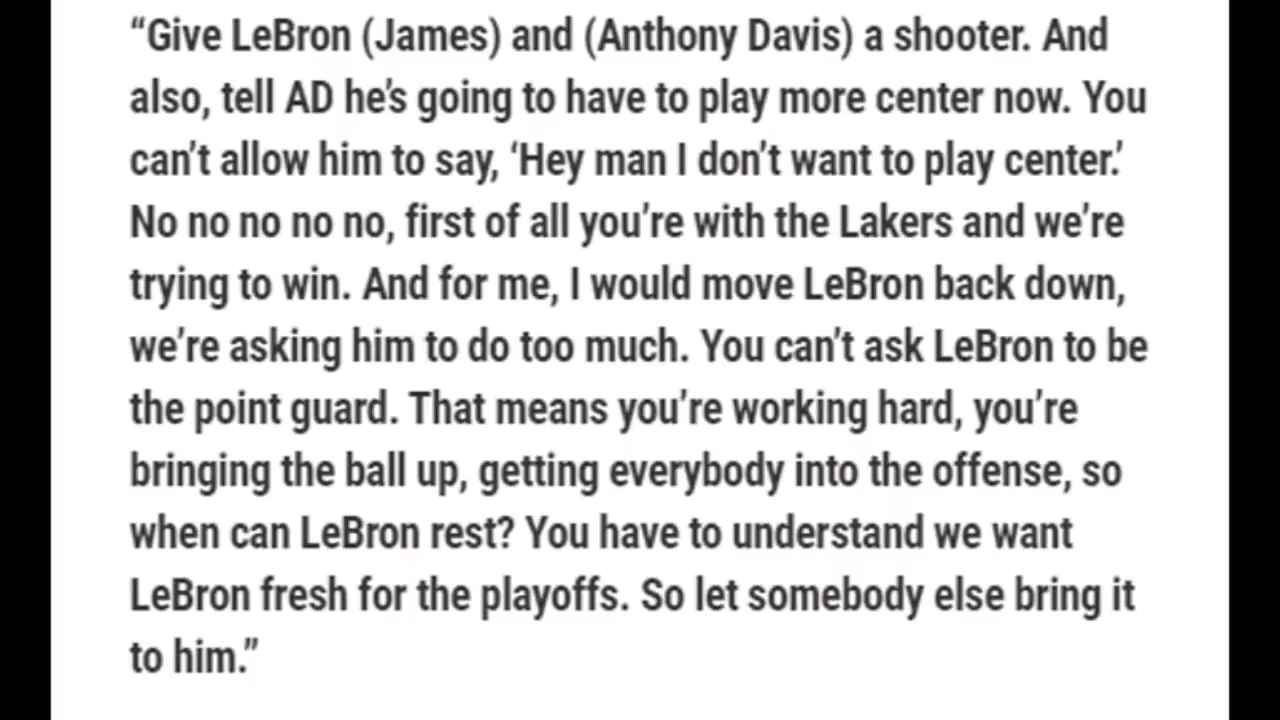 “Give LeBron (James) and (Anthony Davis) a shooter. And
also, tell AD he’s going to have to play more center now. You
can’t allow him to say, ‘Hey man I don’t want to play center.’
No no no no no, first of all you’re with the Lakers and we’re
trying to win. And for me, I would move LeBron back down,
we’re asking him to do too much. You can’t ask LeBron to be
the point guard. That means you’re working hard, you’re
bringing the ball up, getting everybody into the offense, so
when can LeBron rest? You have to understand we want
LeBron fresh for the playoffs. So let somebody else bring it
to him.”